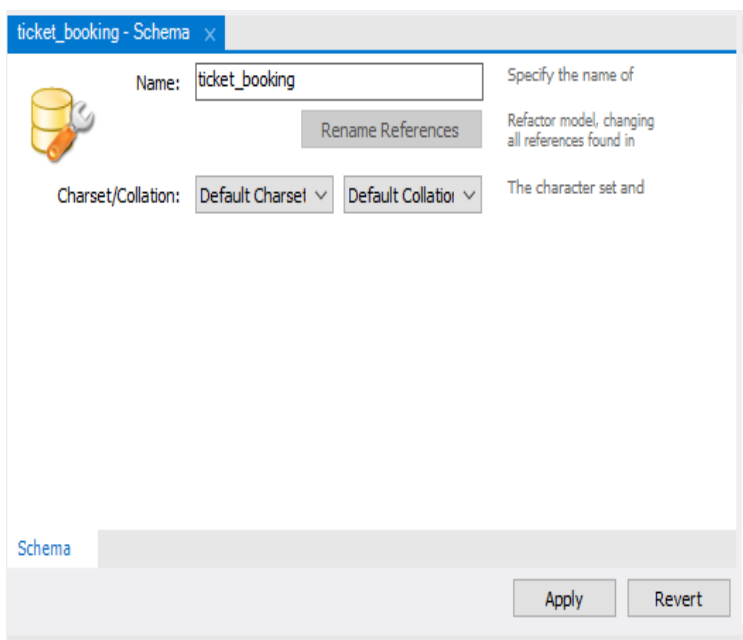 ticket_booking - Schema
Name:
ticket_booking
Specify the name of
Rename References
Refactor model, changing
all references found in
Charset/Collation:
Default Charset
Default Collation
The character set and
Schema
Apply
Revert